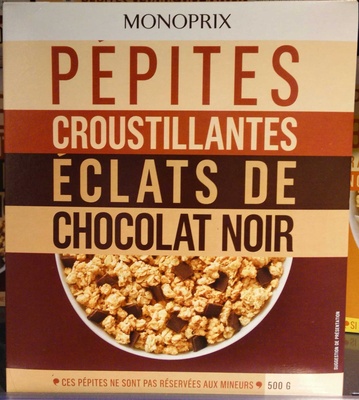 MONOPRIX
PÉPITES
CROUSTILLANTES
ÉCLATS DE
CHOCOLAT NOIR
SUGGESTION DE PRÉSENTATION
CES PÉPITES NE SONT PAS RÉSERVÉES AUX MINEURS 500 G